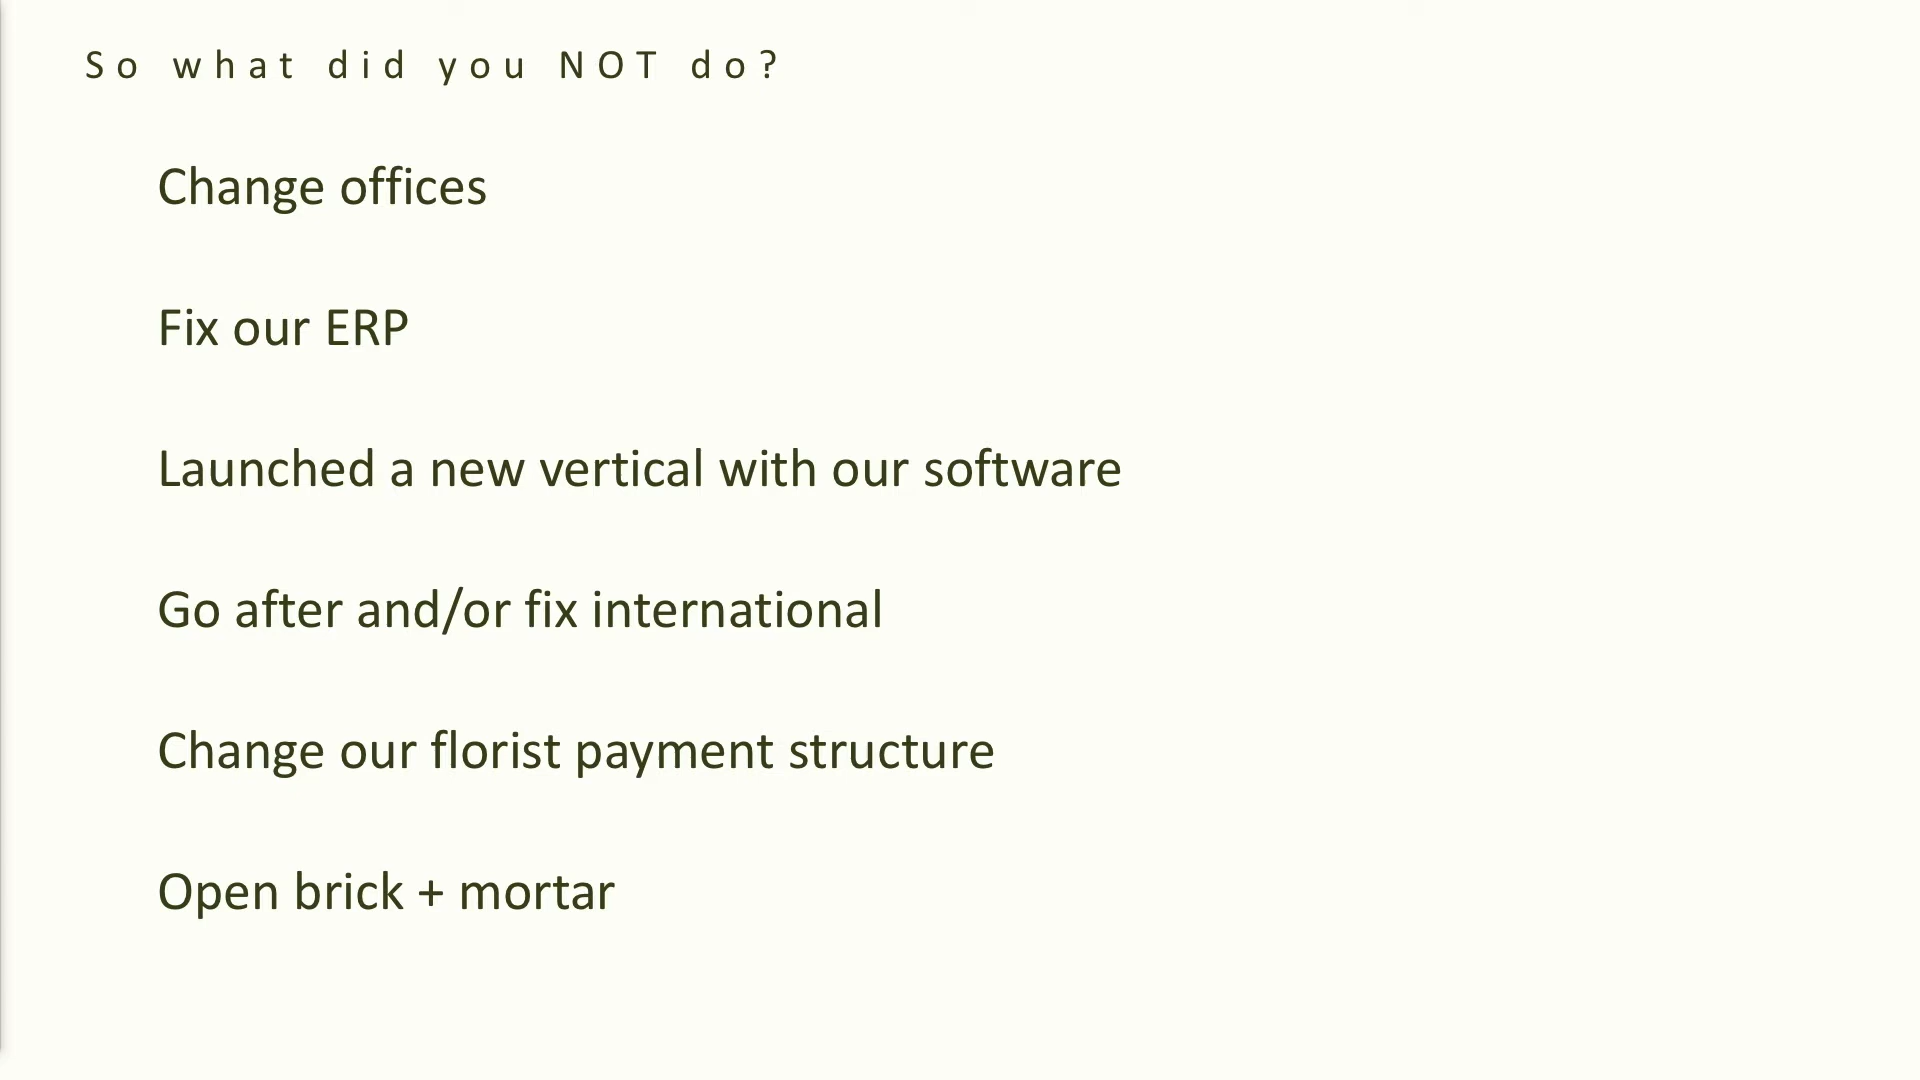 So what did you NOT do?
Change offices
Fix our ERP
Launched a new vertical with our software
Go after and/or fix international
Change our florist payment structure
Open brick + mortar